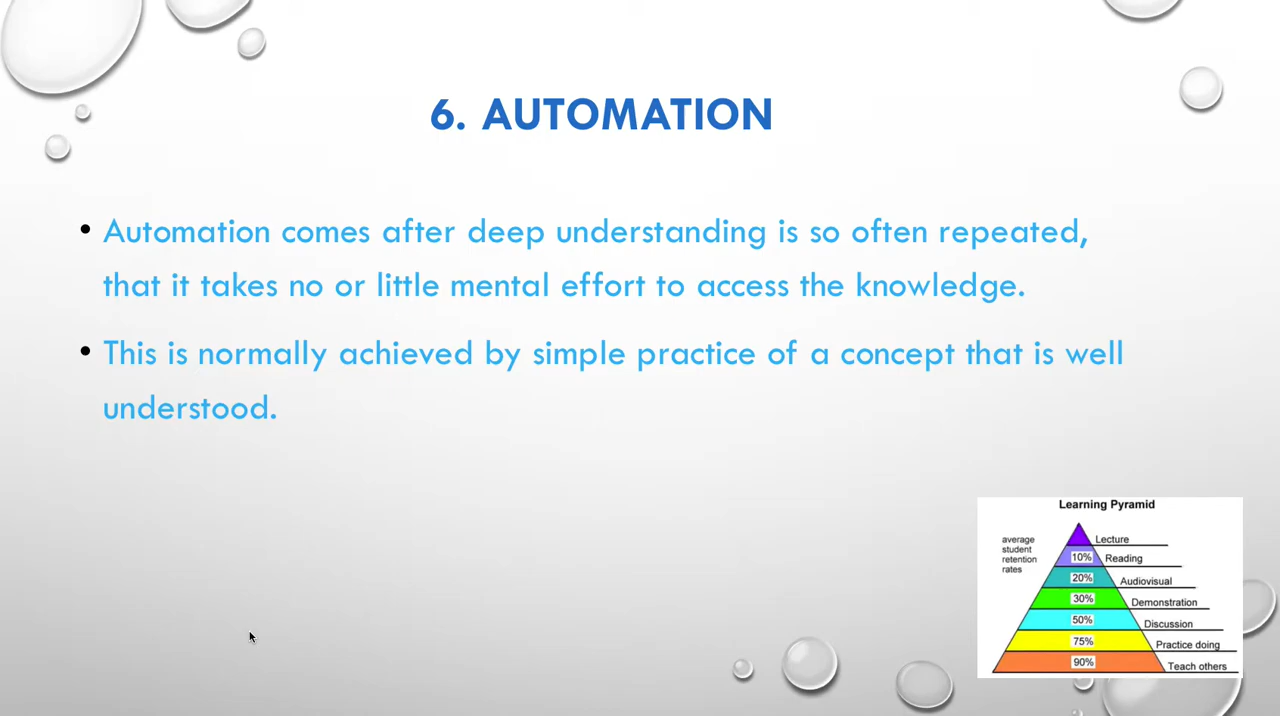 6. AUTOMATION
• Automation comes after deep understanding is so often repeated,
that it takes no or little mental effort to access the knowledge.
• This is normally achieved by simple practice of a concept that is well
understood.
Learning Pyramid
average
student
retention
rates
Lecture
10% Reading
20% Audiovisual
30% Demonstration
50% Discussion
75% Practice doing
90% Teach others